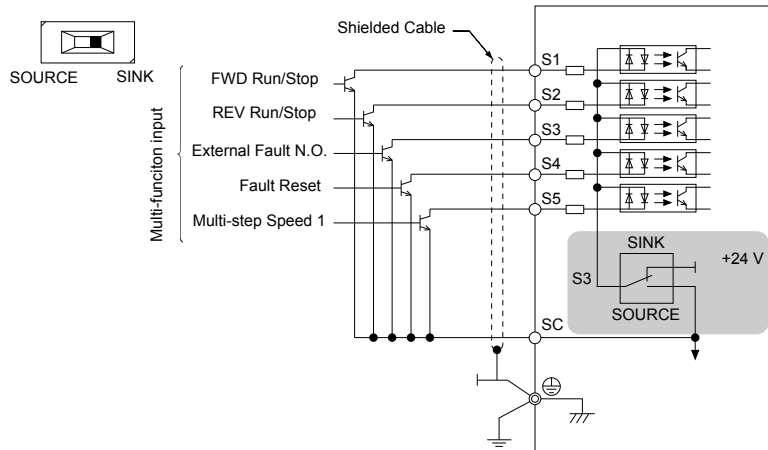 SOURCE SINK
Multi-funciton input
Shielded Cable
FWD Run/Stop
REV Run/Stop
External Fault N.O.
Fault Reset
Multi-step Speed 1
S1
S2
S3
S4
S5
SINK
+24 V
S3
SOURCE
SC